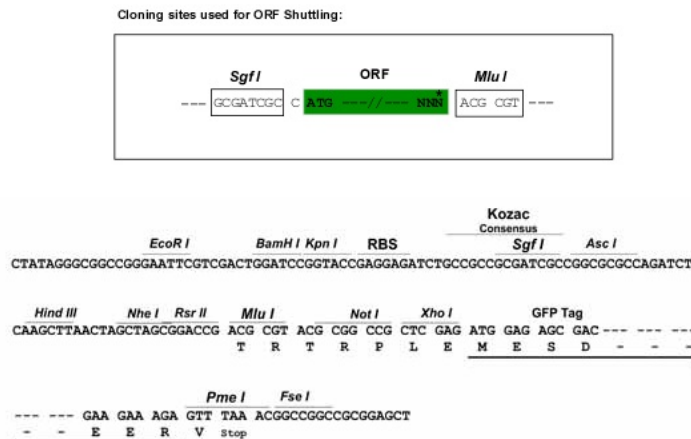 Cloning sites used for ORF Shuttling:
Sgf I ORF Mlu I
--- GCGATCGC C ATG ---//--- NNN* ACG CGT ---
Kozac
Consensus
EcoR I BamH I Kpn I RBS Sgf I Asc I
CTATAGGGCGGCCGGGAATTCGTCGACTGGATCCGGTACCGAGGAGATCTGCCGCCGCGATCGCCGGCGCGCCAGATCT
Hind III Nhe I Rsr II Mlu I Not I Xho I GFP Tag
CAAGCTTAACTAGCTAGCGGACCG ACG CGT ACG CGG CCG CTC GAG ATG GAG AGC GAC--- --- ---
T R T R P L E M E S D - - -
Pme I Fse I
--- --- GAA GAA AGA GTT TAA ACGGCCGGCCGCGGAGCT
- - E E R V Stop